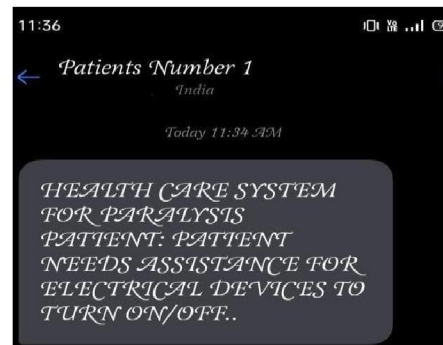 11:36
Patients Number 1
India
Today 11:34 AM
HEALTH CARE SYSTEM
FOR PARALYSIS
PATIENT: PATIENT
NEEDS ASSISTANCE FOR
ELECTRICAL DEVICES TO
TURN ON/OFF..